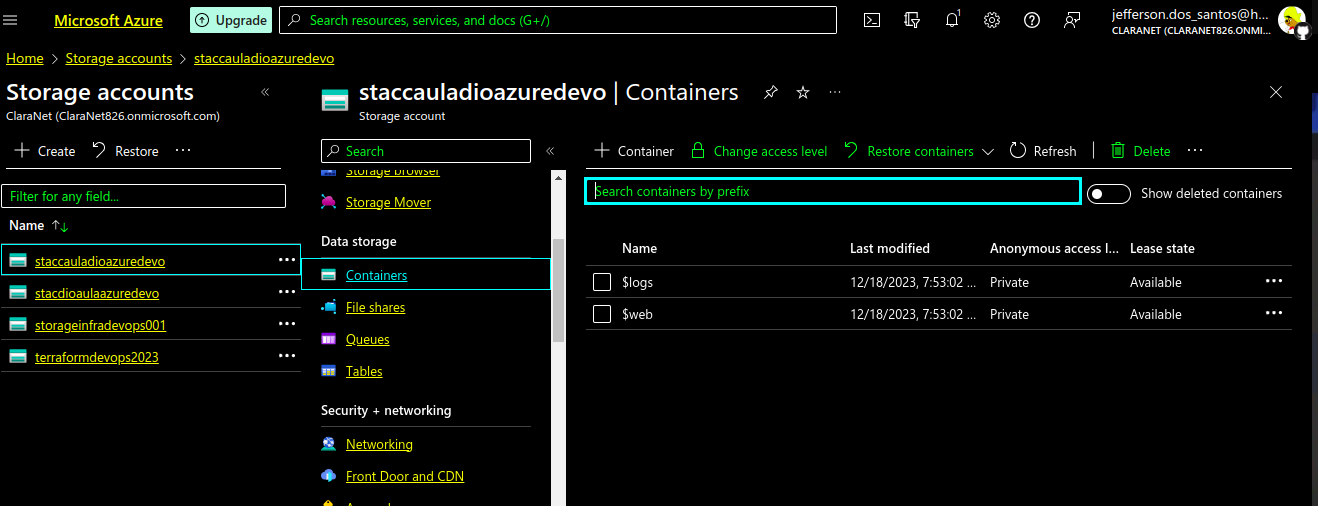 Microsoft Azure
Upgrade
Search resources, services, and docs (G+/)
1
jefferson.dos_santos@h...
CLARANET (CLARANET826.ONMI...
Home > Storage accounts > staccauladioazuredevo
Storage accounts
ClaraNet (ClaraNet826.onmicrosoft.com)
+ Create
Restore
...
Filter for any field...
Name
staccauladioazuredevo
stacdioaulaazuredevo
storageinfradevops001
terraformdevops2023
staccauladioazuredevo | Containers
Storage account
Search
Storage browser
Storage Mover
Data storage
Containers
File shares
Queues
Tables
Security + networking
Networking
Front Door and CDN
+ Container
Change access level
Restore containers
Refresh
Delete
...
Search containers by prefix
Show deleted containers
Name Last modified Anonymous access l... Lease state
$logs 12/18/2023, 7:53:02 ... Private Available ...
$web 12/18/2023, 7:53:02 ... Private Available ...